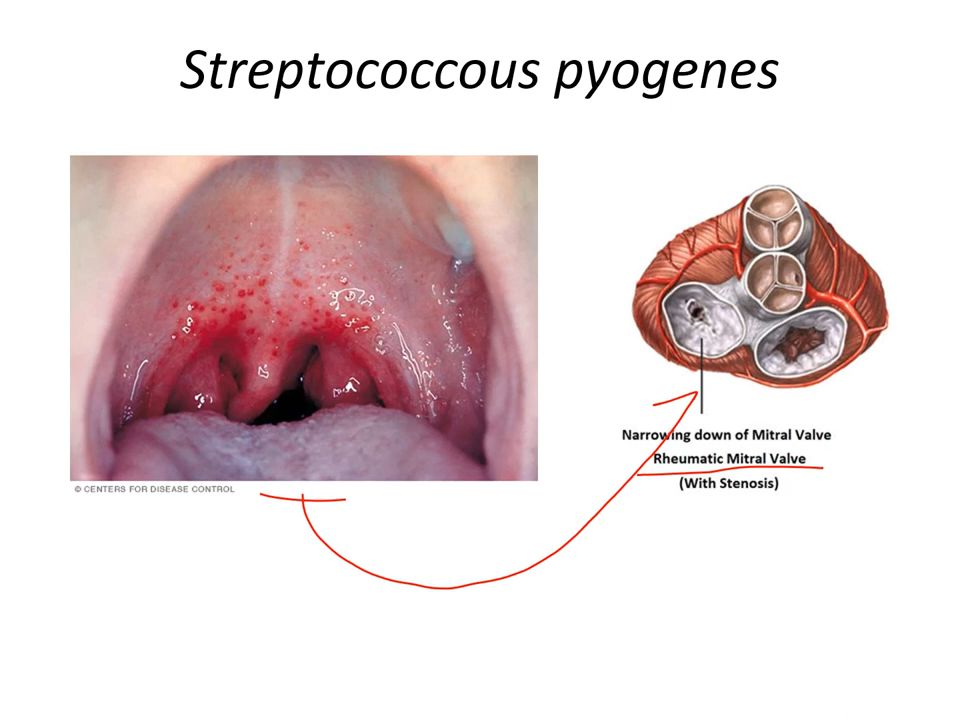 Streptococcous pyogenes
© CENTERS FOR DISEASE CONTROL
Narrowing down of Mitral Valve
Rheumatic Mitral Valve
(With Stenosis)